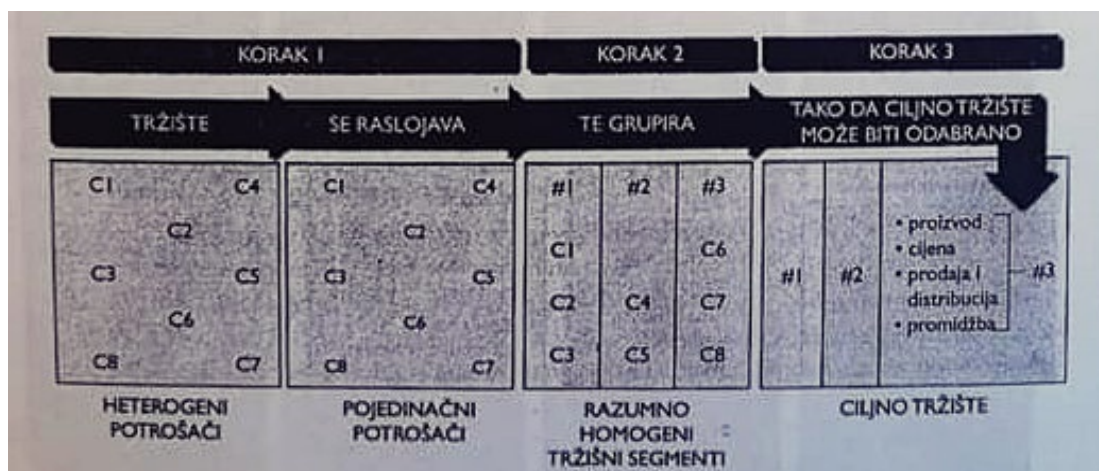 KORAK 1
KORAK 2
KORAK 3
TRŽIŠTE
SE RASLOJAVA
TE GRUPIRA
TAKO DA CILJNO TRŽIŠTE
MOŽE BITI ODABRANO
C1
C4
C2
C3
C5
C6
C8
C7
C1
C4
C2
C3
C5
C6
C8
C7
#1
#2
#3
C1
C6
C2
C4
C7
C3
C5
C8
#1
#2
• proizvod
• cijena
• prodaja i
distribucija
• promidžba
#3
HETEROGENI
POTROŠAČI
POJEDINAČNI
POTROŠAČI
RAZUMNO
HOMOGENI
TRŽIŠNI SEGMENTI
CILJNO TRŽIŠTE